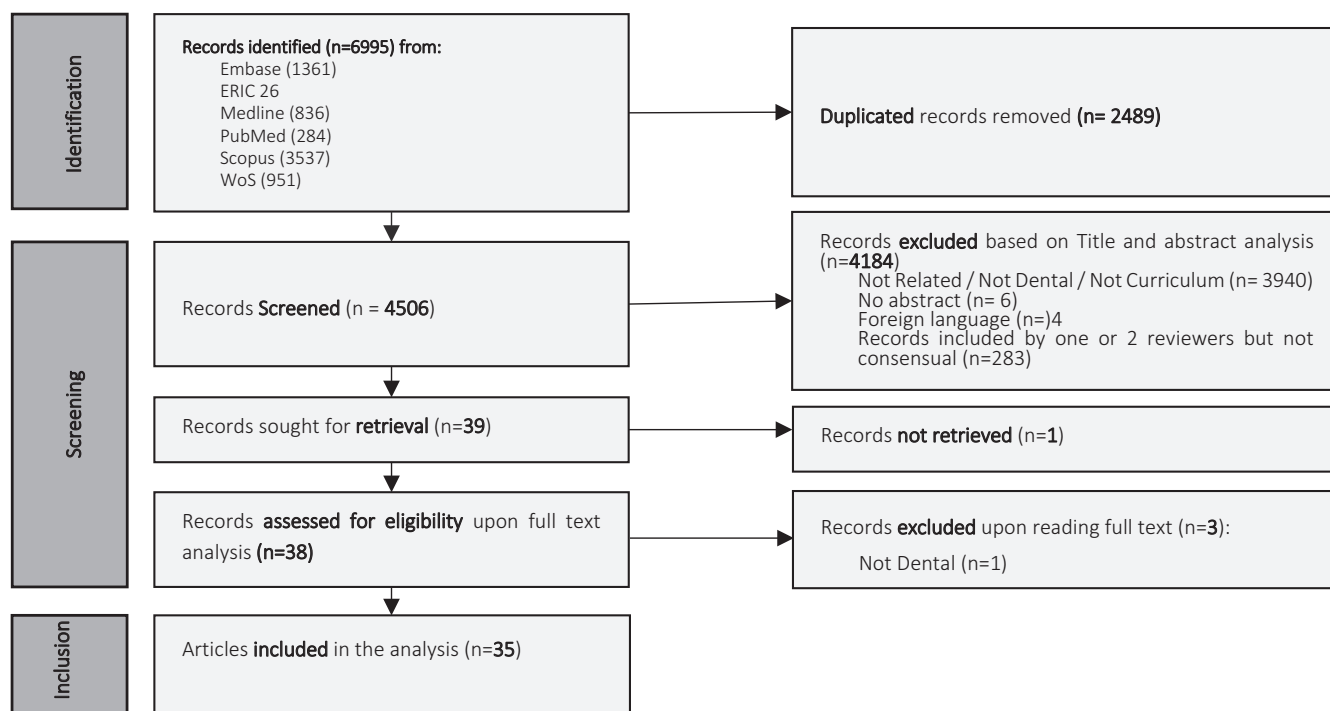 Identification
Records identified (n=6995) from:
Embase (1361)
ERIC 26
Medline (836)
PubMed (284)
Scopus (3537)
WoS (951)
Duplicated records removed (n= 2489)
Screening
Records Screened (n = 4506)
Records excluded based on Title and abstract analysis
(n=4184)
Not Related / Not Dental / Not Curriculum (n= 3940)
No abstract (n= 6)
Foreign language (n=)4
Records included by one or 2 reviewers but not
consensual (n=283)
Records sought for retrieval (n=39)
Records not retrieved (n=1)
Records assessed for eligibility upon full text
analysis (n=38)
Records excluded upon reading full text (n=3):
Not Dental (n=1)
Inclusion
Articles included in the analysis (n=35)